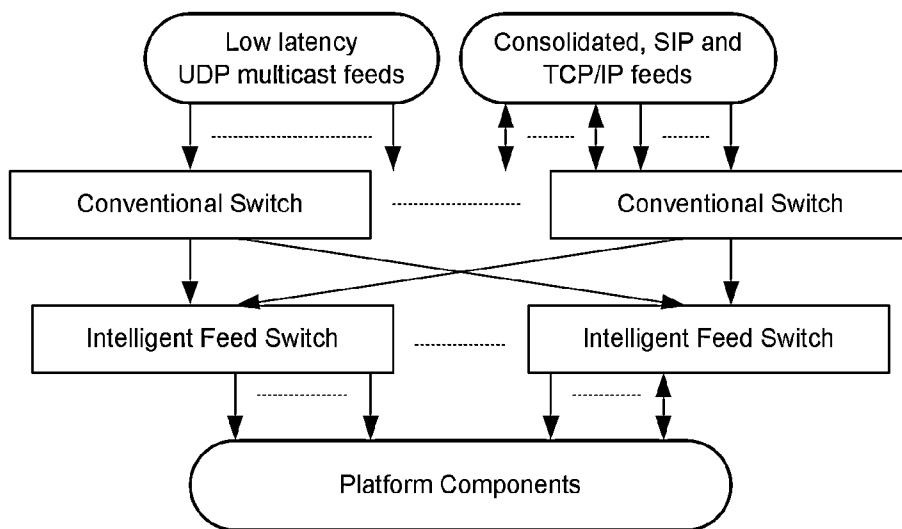 Low latency
UDP multicast feeds
Consolidated, SIP and
TCP/IP feeds
Conventional Switch
Conventional Switch
Intelligent Feed Switch
Intelligent Feed Switch
Platform Components